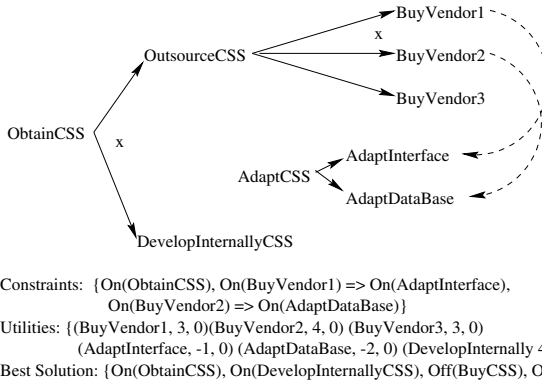 BuyVendor1
x
OutsourceCSS
BuyVendor2
BuyVendor3
ObtainCSS
x
AdaptInterface
AdaptCSS
AdaptDataBase
DevelopInternallyCSS
Constraints: {On(ObtainCSS), On(BuyVendor1) => On(AdaptInterface),
On(BuyVendor2) => On(AdaptDataBase)}
Utilities: {(BuyVendor1, 3, 0)(BuyVendor2, 4, 0) (BuyVendor3, 3, 0)
(AdaptInterface, -1, 0) (AdaptDataBase, -2, 0) (DevelopInternally 4
Best Solution: {On(ObtainCSS), On(DevelopInternallyCSS), Off(BuyCSS), O